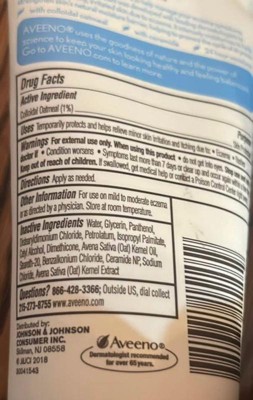 with colloidal oatmeal
AVEENO® uses the goodness of nature and the power of
science to keep your skin looking healthy and feeling balanced.
Go to AVEENO.com to learn more.
Drug Facts
Active Ingredient
Colloidal Oatmeal (1%)
Uses Temporarily protects and helps relieve minor skin irritation and itching due to: • Eczema
Warnings For external use only. When using this product • do not get into eyes.
doctor if • Condition worsens • Symptoms last more than 7 days or clear up and occur again
Keep out of reach of children. If swallowed, get medical help or contact a Poison Control Center right away.
Directions Apply as needed.
Other Information For use on mild to moderate eczema
or as directed by a physician. Store at room temperature.
Inactive Ingredients Water, Glycerin, Panthenol,
Distearyldimonium Chloride, Petrolatum, Isopropyl Palmitate,
Cetyl Alcohol, Dimethicone, Avena Sativa (Oat) Kernel Oil,
Steareth-20, Benzalkonium Chloride, Ceramide NP, Sodium
Chloride, Avena Sativa (Oat) Kernel Extract
Questions? 866-428-3366; Outside US, dial collect
215-273-8755 www.aveeno.com
Distributed by:
JOHNSON & JOHNSON
CONSUMER INC.
Skillman, NJ 08558
© J&JCI 2018
30041543
Aveeno®
Dermatologist recommended
for over 65 years.